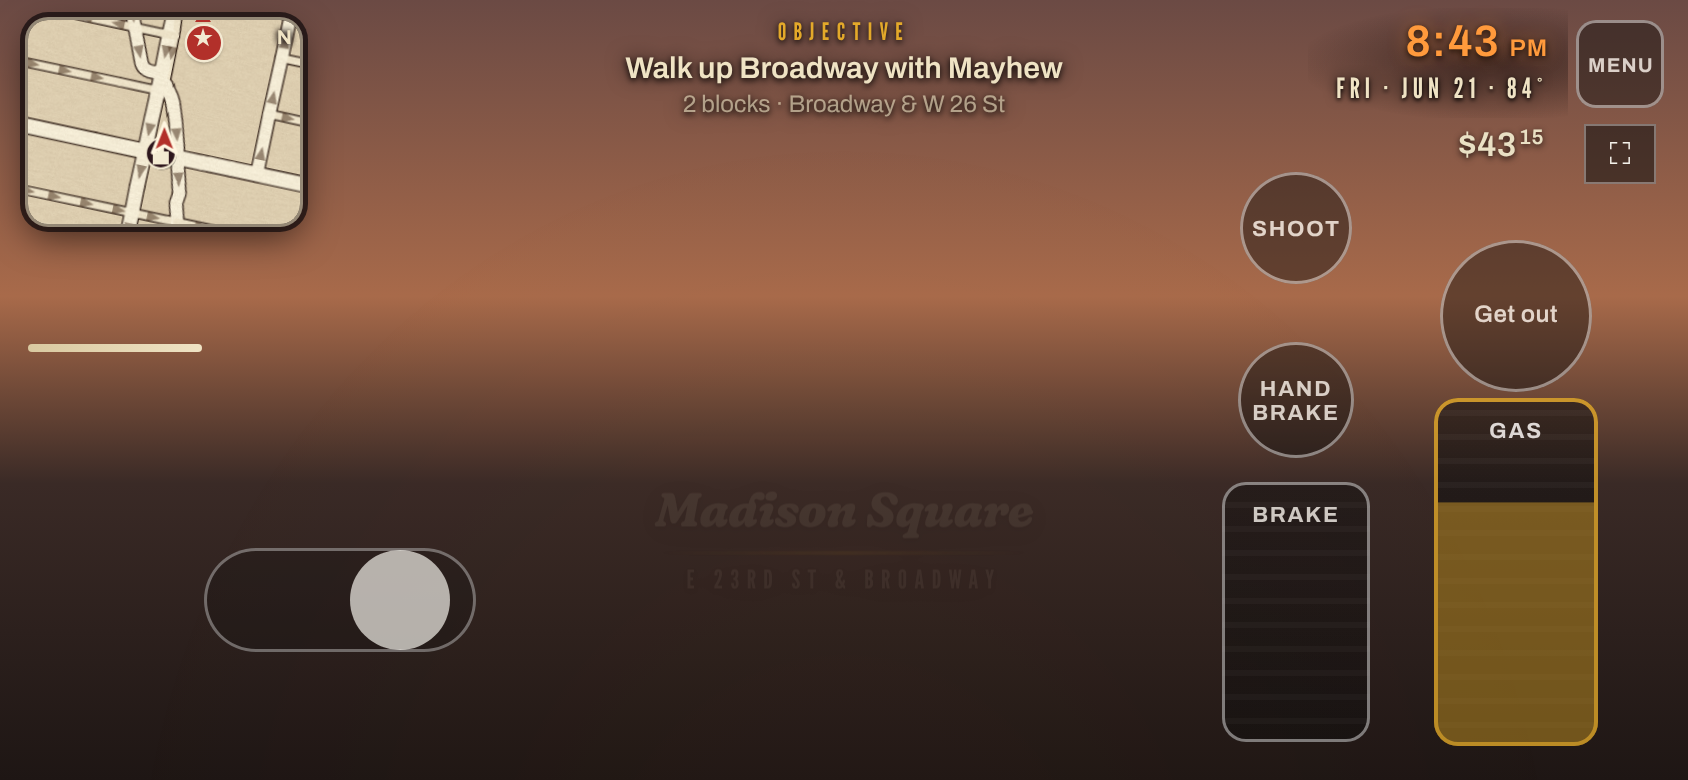 N
OBJECTIVE
Walk up Broadway with Mayhew
2 blocks · Broadway & W 26 St
8:43 PM
FRI · JUN 21 · 84°
$43 15
MENU
SHOOT
Get out
HAND
BRAKE
GAS
BRAKE
Madison Square
E 23RD ST & BROADWAY